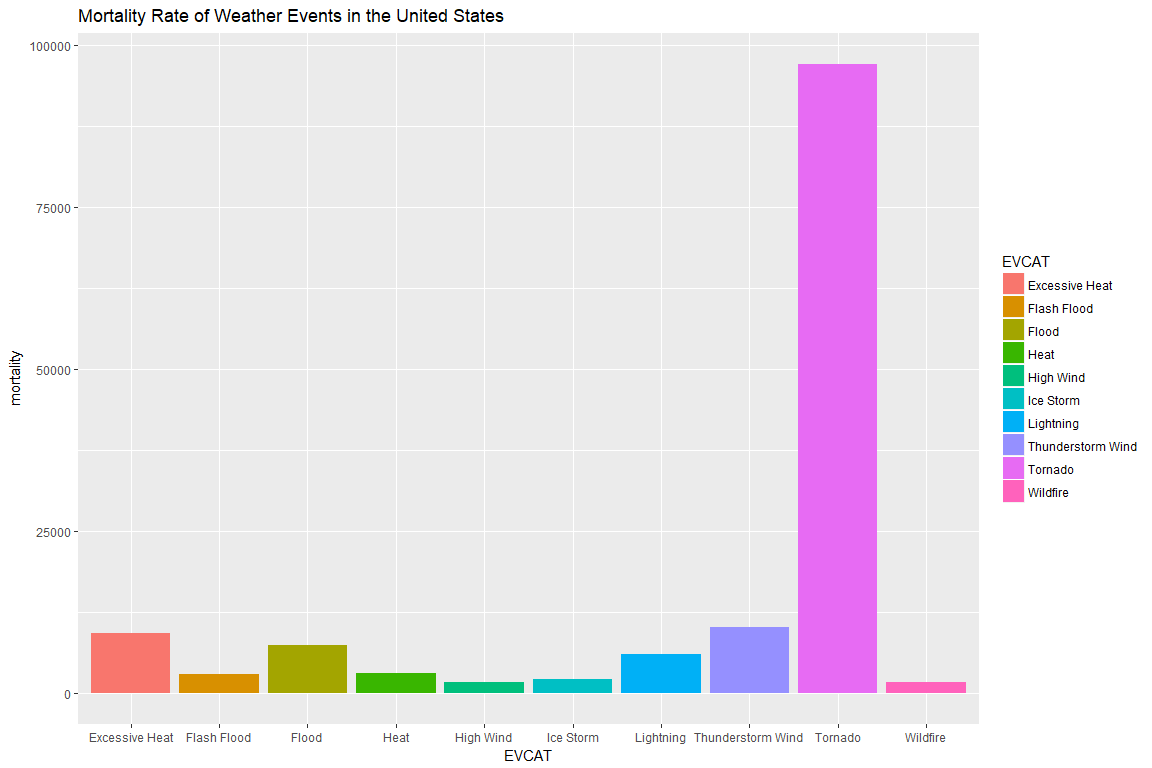 Mortality Rate of Weather Events in the United States
100000
75000
50000
25000
0
mortality
Excessive Heat Flash Flood Flood Heat High Wind Ice Storm Lightning Thunderstorm Wind Tornado Wildfire
EVCAT
EVCAT
Excessive Heat
Flash Flood
Flood
Heat
High Wind
Ice Storm
Lightning
Thunderstorm Wind
Tornado
Wildfire